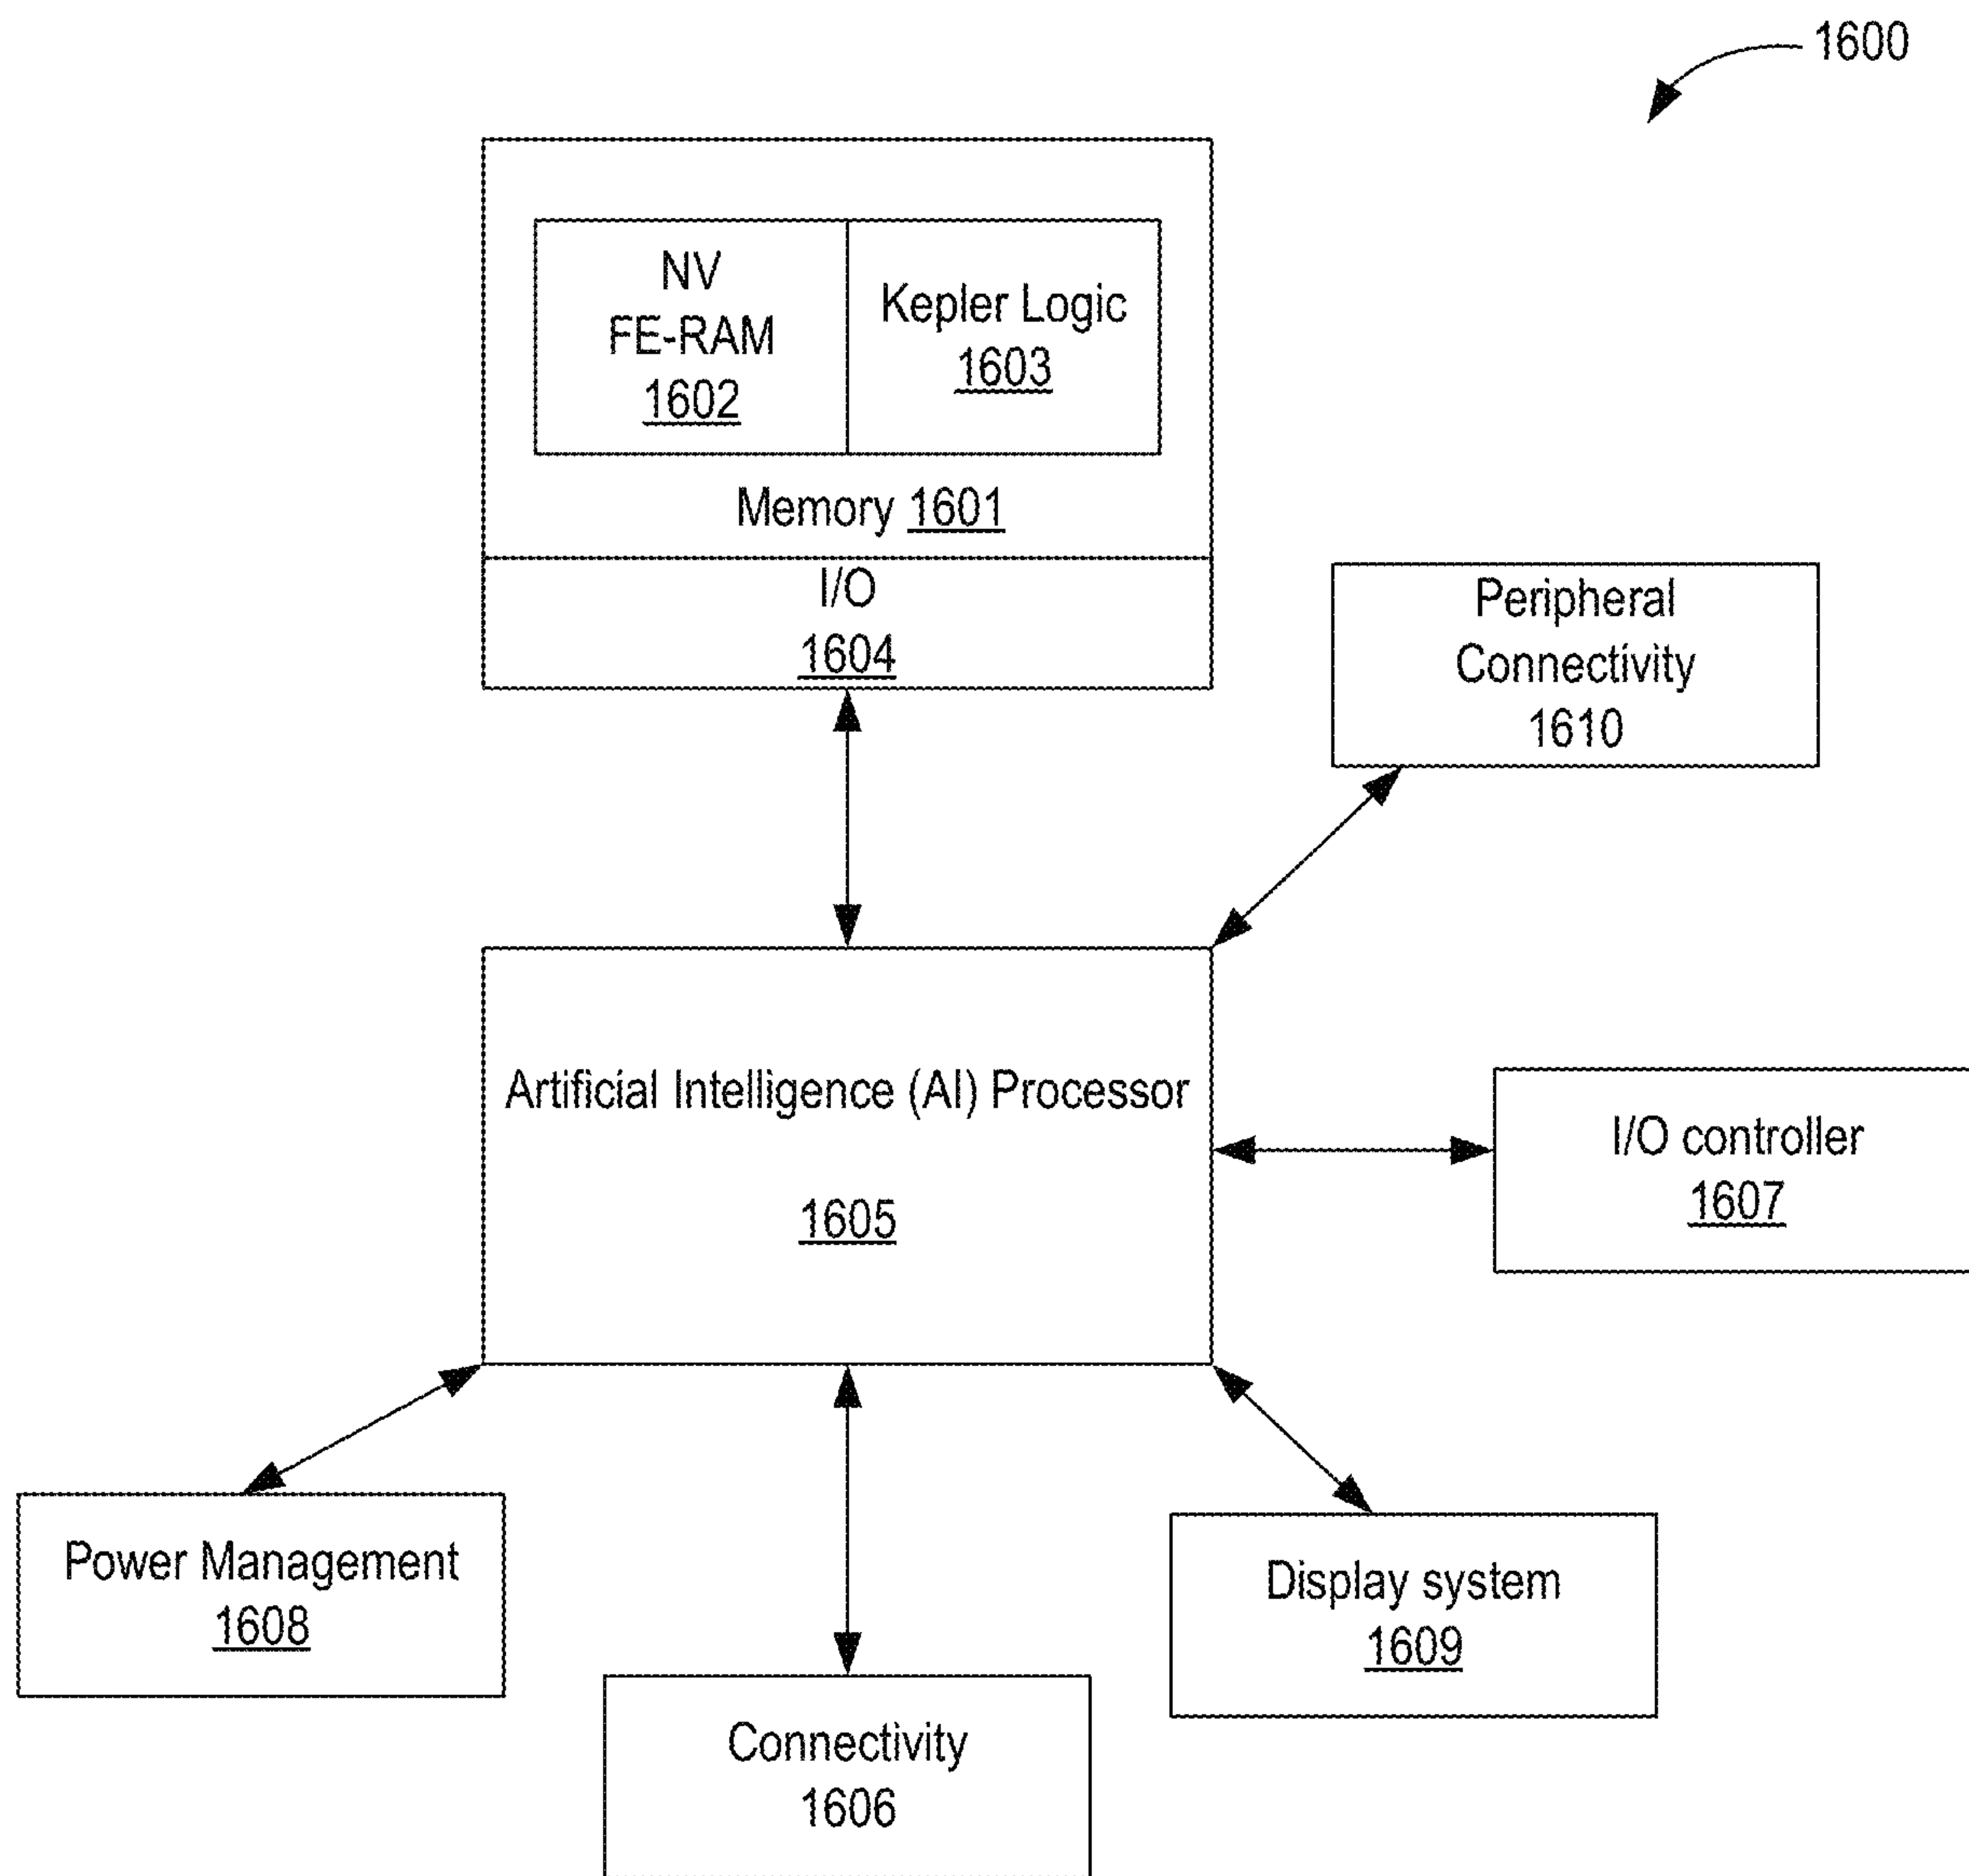 1600
NV
FE-RAM
1602
Kepler Logic
1603
Memory 1601
I/O
1604
Peripheral
Connectivity
1610
Artificial Intelligence (AI) Processor
1605
I/O controller
1607
Power Management
1608
Display system
1609
Connectivity
1606